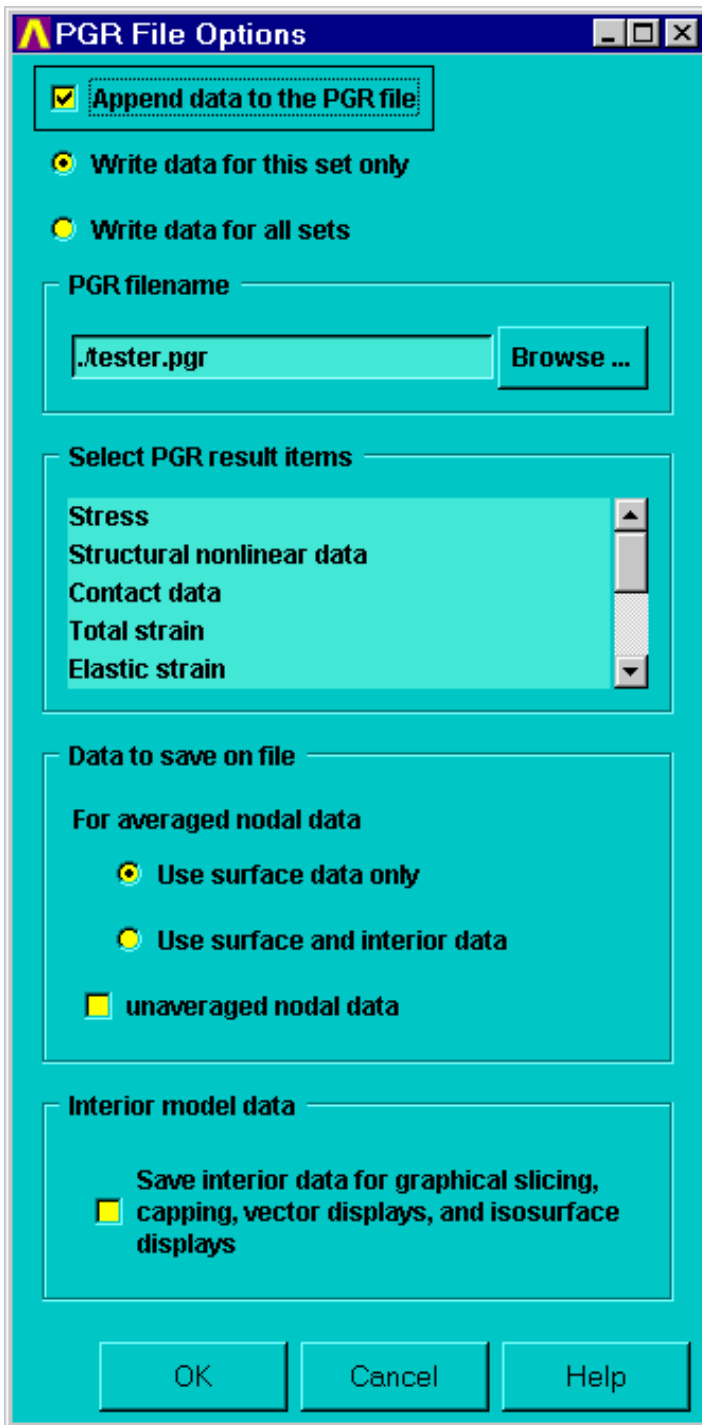 PGR File Options
Append data to the PGR file
Write data for this set only
Write data for all sets
PGR filename
./tester.pgr
Browse ...
Select PGR result items
Stress
Structural nonlinear data
Contact data
Total strain
Elastic strain
Data to save on file
For averaged nodal data
Use surface data only
Use surface and interior data
unaveraged nodal data
Interior model data
Save interior data for graphical slicing,
capping, vector displays, and isosurface
displays
OK
Cancel
Help